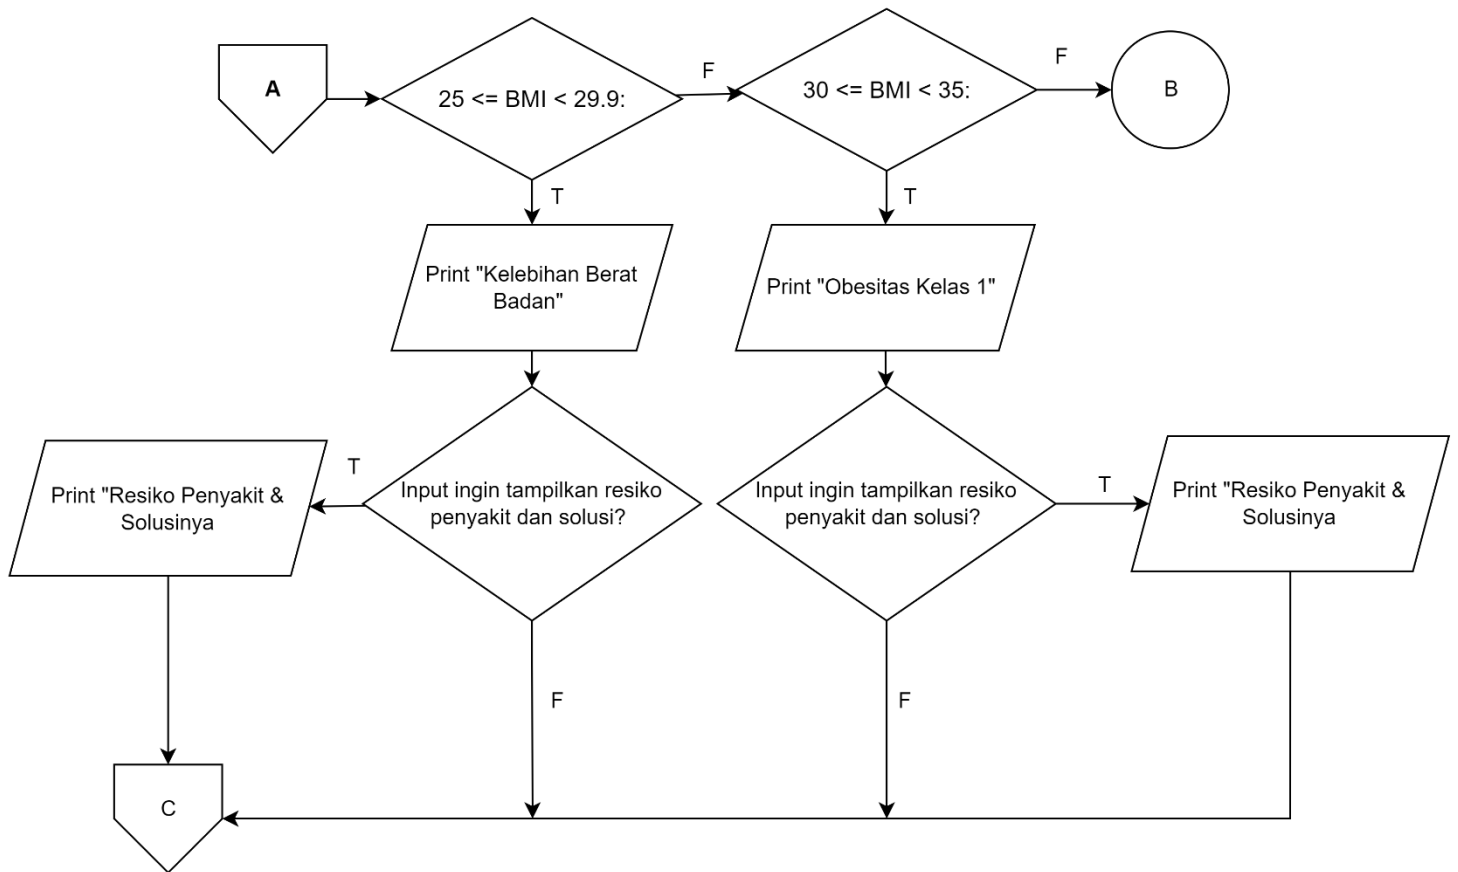 A
25 <= BMI < 29.9:
F
30 <= BMI < 35:
F
B
T
T
Print "Kelebihan Berat
Badan"
Print "Obesitas Kelas 1"
Print "Resiko Penyakit &
Solusinya
T
Input ingin tampilkan resiko
penyakit dan solusi?
Input ingin tampilkan resiko
penyakit dan solusi?
T
Print "Resiko Penyakit &
Solusinya
F
F
C